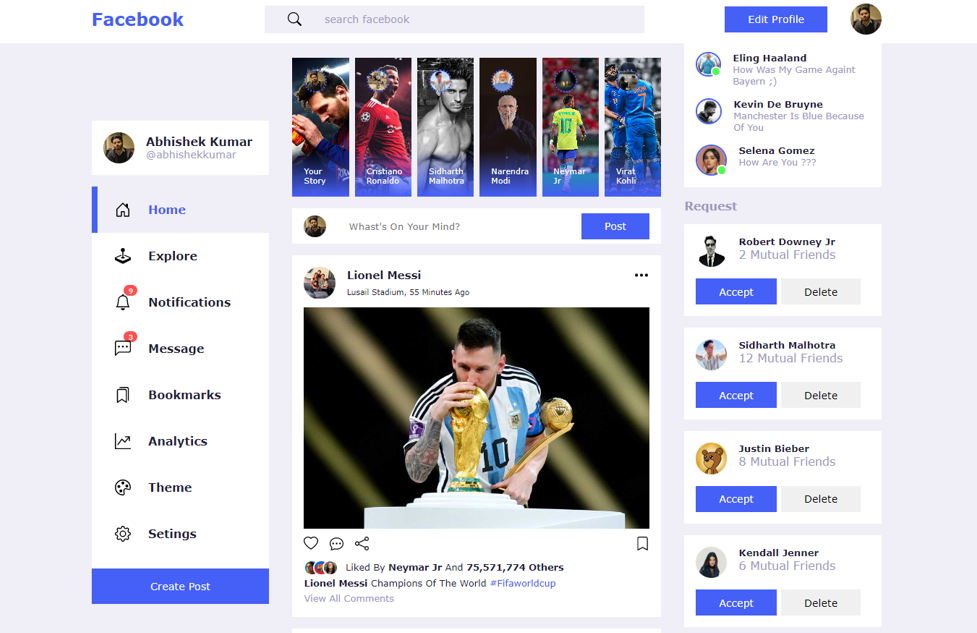 Facebook
search facebook
Edit Profile
Abhishek Kumar
@abhishekkumar
Home
Explore
9
Notifications
3
Message
Bookmarks
Analytics
Theme
Setings
Create Post
Your
Story
Cristiano
Ronaldo
Sidharth
Malhotra
Narendra
Modi
Neymar
Jr
Virat
Kohli
Whast's On Your Mind?
Post
Lionel Messi
Lusail Stadium, 55 Minutes Ago
10
Liked By Neymar Jr And 75,571,774 Others
Lionel Messi Champions Of The World #Fifaworldcup
View All Comments
Eling Haaland
How Was My Game Againt
Bayern ;)
Kevin De Bruyne
Manchester Is Blue Because
Of You
Selena Gomez
How Are You ???
Request
Robert Downey Jr
2 Mutual Friends
Accept
Delete
Sidharth Malhotra
12 Mutual Friends
Accept
Delete
Justin Bieber
8 Mutual Friends
Accept
Delete
Kendall Jenner
6 Mutual Friends
Accept
Delete